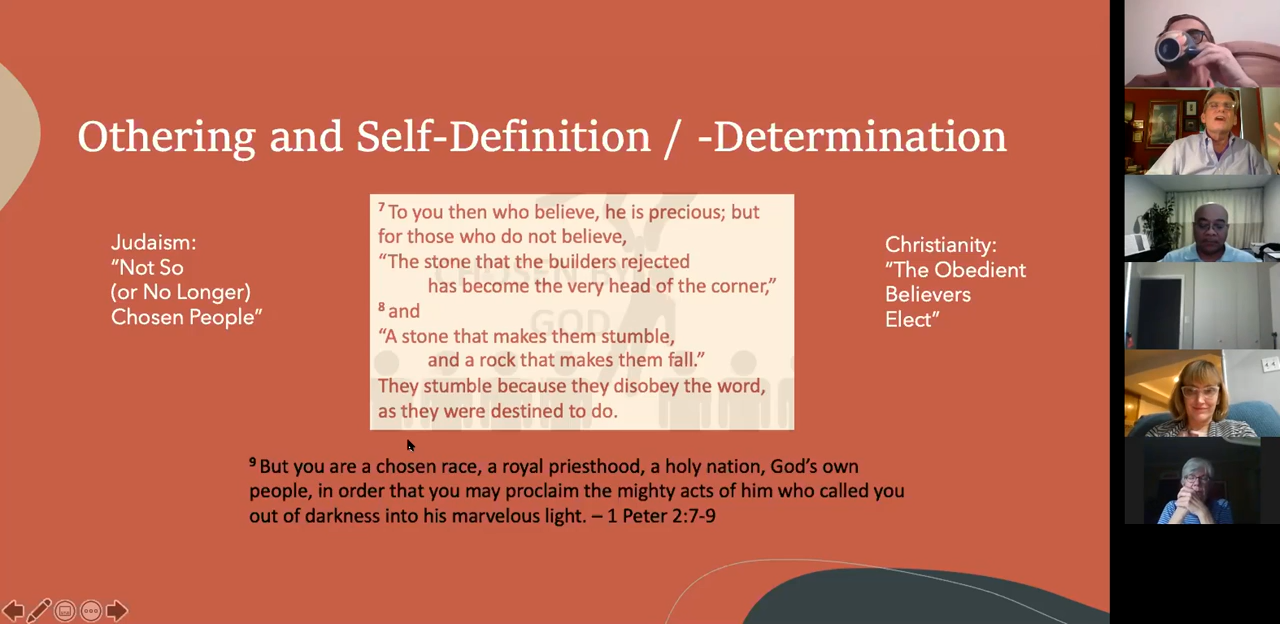 Othering and Self-Definition / -Determination
Judaism:
"Not So
(or No Longer)
Chosen People"
⁷ To you then who believe, he is precious; but
for those who do not believe,
"The stone that the builders rejected
has become the very head of the corner,"
⁸ and
"A stone that makes them stumble,
and a rock that makes them fall."
They stumble because they disobey the word,
as they were destined to do.
CHOSEN BY
GOD
Christianity:
"The Obedient
Believers
Elect"
⁹ But you are a chosen race, a royal priesthood, a holy nation, God's own
people, in order that you may proclaim the mighty acts of him who called you
out of darkness into his marvelous light. – 1 Peter 2:7-9